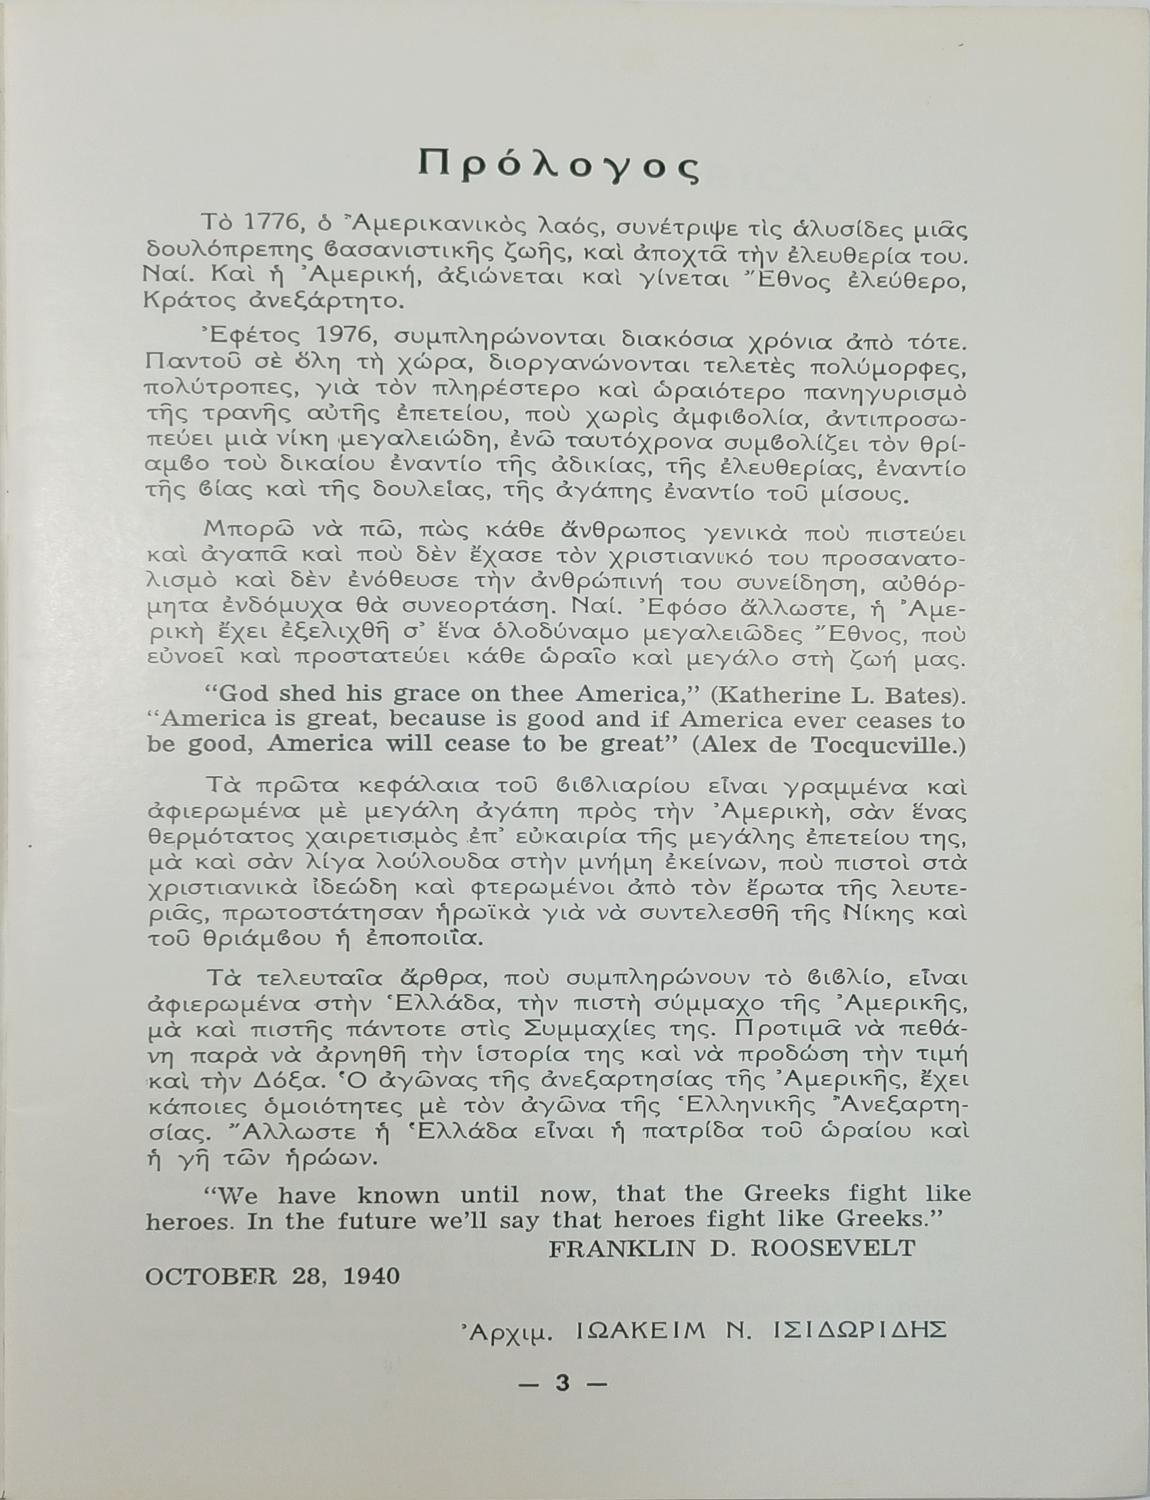 Πρόλογος
Τὸ 1776, ὁ Ἀμερικανικὸς λαός, συνέτριψε τὶς ἁλυσίδες μιᾶς
δουλόπρεπης βασανιστικῆς ζωῆς, καὶ ἀποχτᾶ τὴν ἐλευθερία του.
Ναί. Καὶ ἡ Ἀμερική, ἀξιώνεται καὶ γίνεται Ἔθνος ἐλεύθερο,
Κράτος ἀνεξάρτητο.
Ἐφέτος 1976, συμπληρώνονται διακόσια χρόνια ἀπὸ τότε.
Παντοῦ σὲ ὅλη τὴ χώρα, διοργανώνονται τελετὲς πολύμορφες,
πολύτροπες, γιὰ τὸν πληρέστερο καὶ ὡραιότερο πανηγυρισμὸ
τῆς τρανῆς αὐτῆς ἐπετείου, ποὺ χωρὶς ἀμφιβολία, ἀντιπροσω-
πεύει μιὰ νίκη μεγαλειώδη, ἐνῶ ταυτόχρονα συμβολίζει τὸν θρί-
αμβο τοῦ δικαίου ἐναντίο τῆς ἀδικίας, τῆς ἐλευθερίας, ἐναντίο
τῆς βίας καὶ τῆς δουλείας, τῆς ἀγάπης ἐναντίο τοῦ μίσους.
Μπορῶ νὰ πῶ, πὼς κάθε ἄνθρωπος γενικὰ ποὺ πιστεύει
καὶ ἀγαπᾶ καὶ ποὺ δὲν ἔχασε τὸν χριστιανικό του προσανατο-
λισμὸ καὶ δὲν ἐνόθευσε τὴν ἀνθρώπινή του συνείδηση, αὐθόρ-
μητα ἐνδόμυχα θὰ συνεορτάση. Ναί. Ἐφόσο ἄλλωστε, ἡ Ἀμε-
ρικὴ ἔχει ἐξελιχθῆ σ' ἕνα ὁλοδύναμο μεγαλειῶδες Ἔθνος, ποὺ
εὐνοεῖ καὶ προστατεύει κάθε ὡραῖο καὶ μεγάλο στὴ ζωή μας.
"God shed his grace on thee America," (Katherine L. Bates).
"America is great, because is good and if America ever ceases to
be good, America will cease to be great" (Alex de Tocqucville.)
Τὰ πρῶτα κεφάλαια τοῦ βιβλιαρίου εἶναι γραμμένα καὶ
ἀφιερωμένα μὲ μεγάλη ἀγάπη πρὸς τὴν Ἀμερικὴ, σὰν ἕνας
θερμότατος χαιρετισμὸς ἐπ' εὐκαιρία τῆς μεγάλης ἐπετείου της,
μὰ καὶ σὰν λίγα λούλουδα στὴν μνήμη ἐκείνων, ποὺ πιστοὶ στὰ
χριστιανικὰ ἰδεώδη καὶ φτερωμένοι ἀπὸ τὸν ἔρωτα τῆς λευτε-
ριᾶς, πρωτοστάτησαν ἡρωϊκὰ γιὰ νὰ συντελεσθῆ τῆς Νίκης καὶ
τοῦ θριάμβου ἡ ἐποποιΐα.
Τὰ τελευταῖα ἄρθρα, ποὺ συμπληρώνουν τὸ βιβλίο, εἶναι
ἀφιερωμένα στὴν Ἑλλάδα, τὴν πιστὴ σύμμαχο τῆς Ἀμερικῆς,
μὰ καὶ πιστῆς πάντοτε στὶς Συμμαχίες της. Προτιμᾶ νὰ πεθά-
νη παρὰ νὰ ἀρνηθῆ τὴν ἱστορία της καὶ νὰ προδώση τὴν τιμή
καὶ τὴν Δόξα. Ὁ ἀγῶνας τῆς ἀνεξαρτησίας τῆς Ἀμερικῆς, ἔχει
κάποιες ὁμοιότητες μὲ τὸν ἀγῶνα τῆς Ἑλληνικῆς Ἀνεξαρτη-
σίας. Ἄλλωστε ἡ Ἑλλάδα εἶναι ἡ πατρίδα τοῦ ὡραίου καὶ
ἡ γῆ τῶν ἡρώων.
"We have known until now, that the Greeks fight like
heroes. In the future we'll say that heroes fight like Greeks."
FRANKLIN D. ROOSEVELT
OCTOBER 28, 1940
Ἀρχιμ. ΙΩΑΚΕΙΜ Ν. ΙΣΙΔΩΡΙΔΗΣ
— 3 —